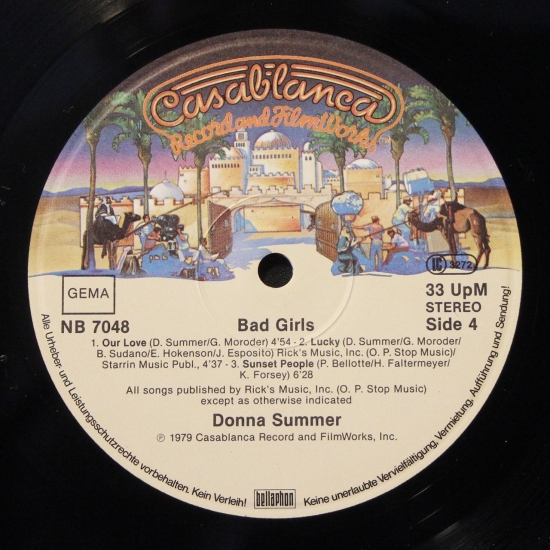 Casablanca
Record and FilmWorks
LC 3272
GEMA
33 UpM
STEREO
NB 7048
Bad Girls
Side 4
1. Our Love (D. Summer/G. Moroder) 4'54 - 2. Lucky (D. Summer/G. Moroder/
B. Sudano/E. Hokenson/J. Esposito) Rick's Music, Inc. (O. P. Stop Music)/
Starrin Music Publ., 4'37 - 3. Sunset People (P. Bellotte/H. Faltermeyer/
K. Forsey) 6'28
All songs published by Rick's Music, Inc. (O. P. Stop Music)
except as otherwise indicated
Donna Summer
℗ 1979 Casablanca Record and FilmWorks, Inc.
Alle Urheber- und Leistungsschutzrechte vorbehalten. Kein Verleih!
bellaphon
Keine unerlaubte Vervielfältigung, Vermietung, Aufführung und Sendung!